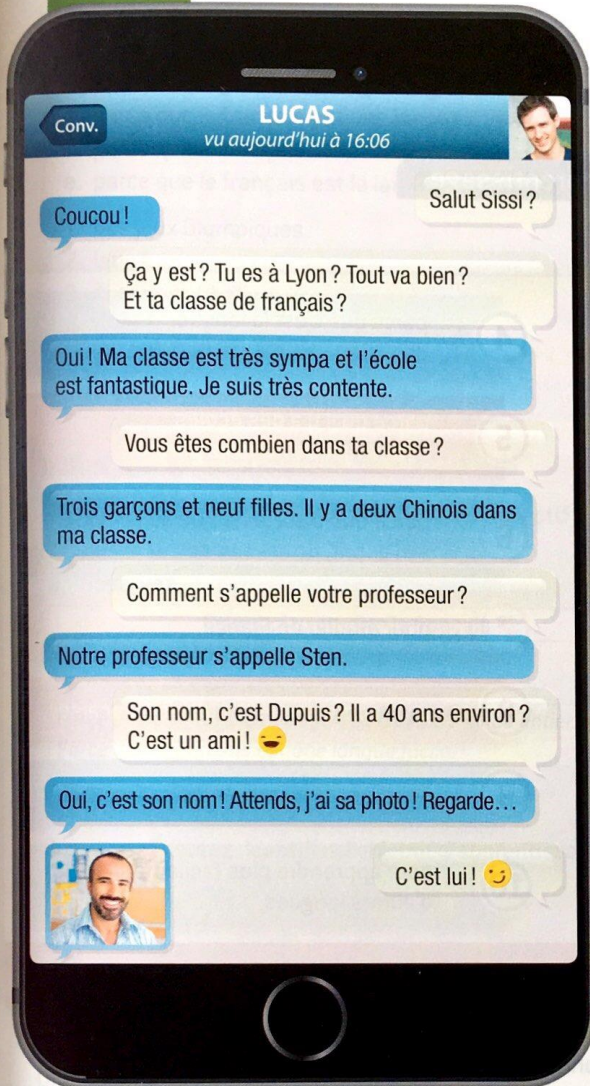 Conv.
LUCAS
vu aujourd'hui à 16:06
Salut Sissi ?
Coucou !
Ça y est ? Tu es à Lyon ? Tout va bien ?
Et ta classe de français ?
Oui ! Ma classe est très sympa et l'école
est fantastique. Je suis très contente.
Vous êtes combien dans ta classe ?
Trois garçons et neuf filles. Il y a deux Chinois dans
ma classe.
Comment s'appelle votre professeur ?
Notre professeur s'appelle Sten.
Son nom, c'est Dupuis ? Il a 40 ans environ ?
C'est un ami ! 😄
Oui, c'est son nom ! Attends, j'ai sa photo ! Regarde…
C'est lui ! 😉